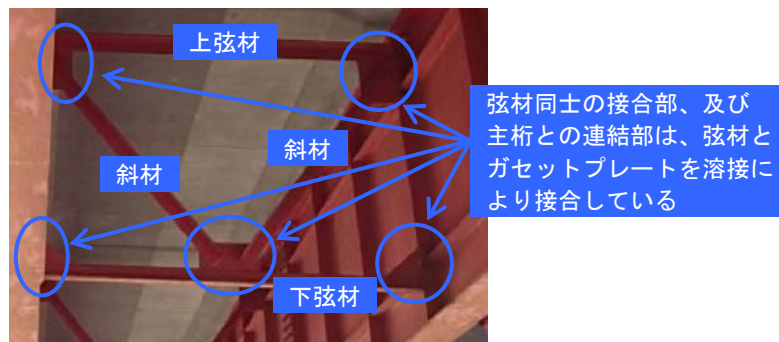 上弦材
斜材
斜材
下弦材
弦材同士の接合部、及び
主桁との連結部は、弦材と
ガセットプレートを溶接に
より接合している